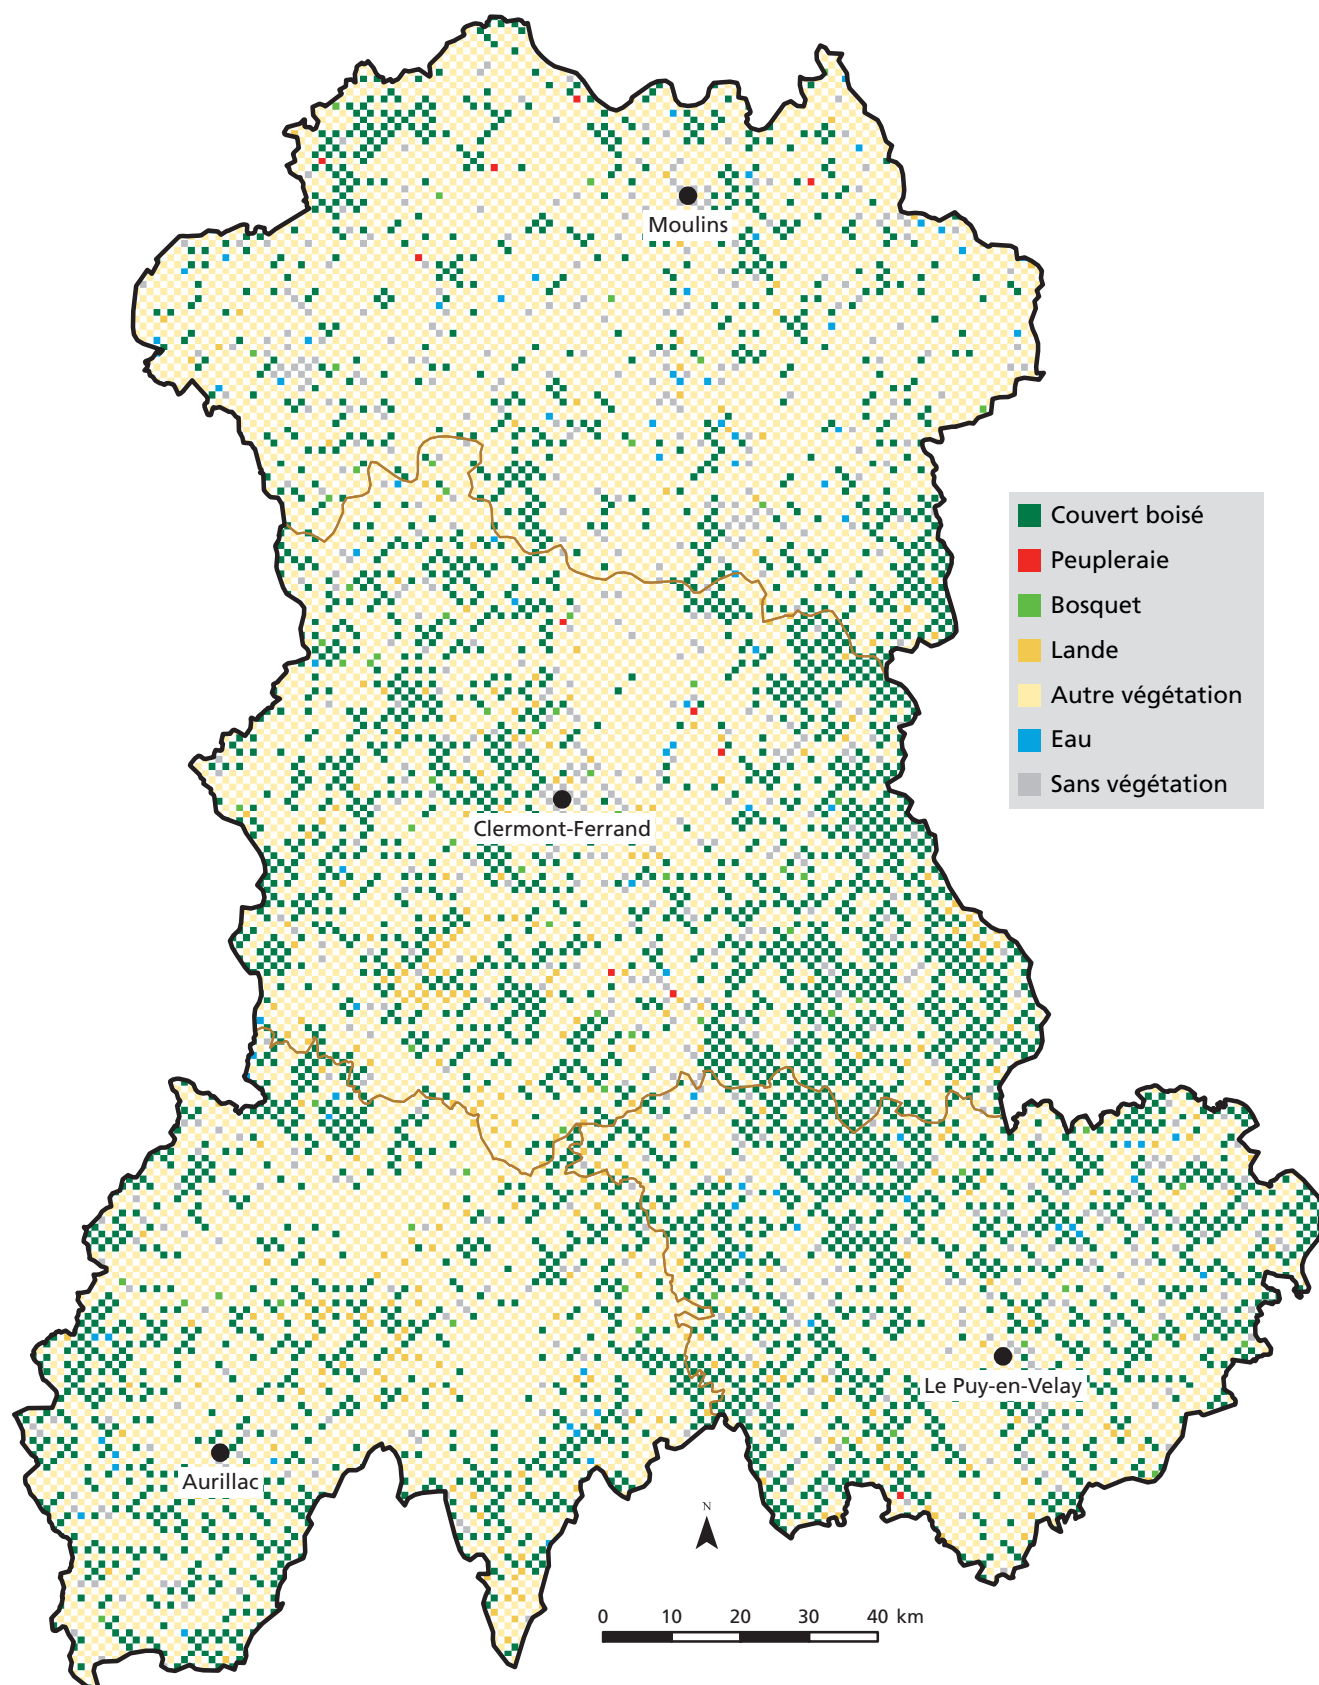 Moulins
Couvert boisé
Peupleraie
Bosquet
Lande
Autre végétation
Eau
Sans végétation
Clermont-Ferrand
Le Puy-en-Velay
Aurillac
N
0 10 20 30 40 km